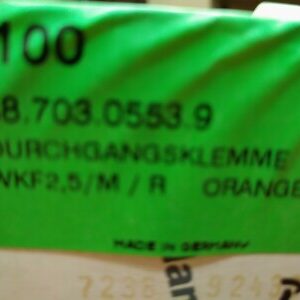 100
8.703.0553.9
DURCHGANGSKLEMME
WKF2,5/M / R ORANGE
MADE IN GERMANY